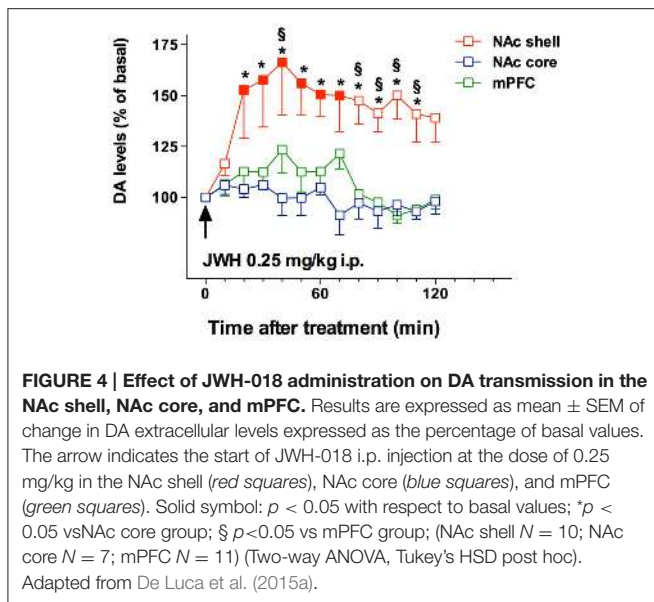 175
150
125
100
DA levels (% of basal)
§
* * * * * *
§ § § §
* * * *
NAc shell
NAc core
mPFC
JWH 0.25 mg/kg i.p.
0 60 120
Time after treatment (min)
FIGURE 4 | Effect of JWH-018 administration on DA transmission in the
NAc shell, NAc core, and mPFC. Results are expressed as mean ± SEM of
change in DA extracellular levels expressed as the percentage of basal values.
The arrow indicates the start of JWH-018 i.p. injection at the dose of 0.25
mg/kg in the NAc shell (red squares), NAc core (blue squares), and mPFC
(green squares). Solid symbol: p < 0.05 with respect to basal values; *p <
0.05 vsNAc core group; § p<0.05 vs mPFC group; (NAc shell N = 10; NAc
core N = 7; mPFC N = 11) (Two-way ANOVA, Tukey's HSD post hoc).
Adapted from De Luca et al. (2015a).